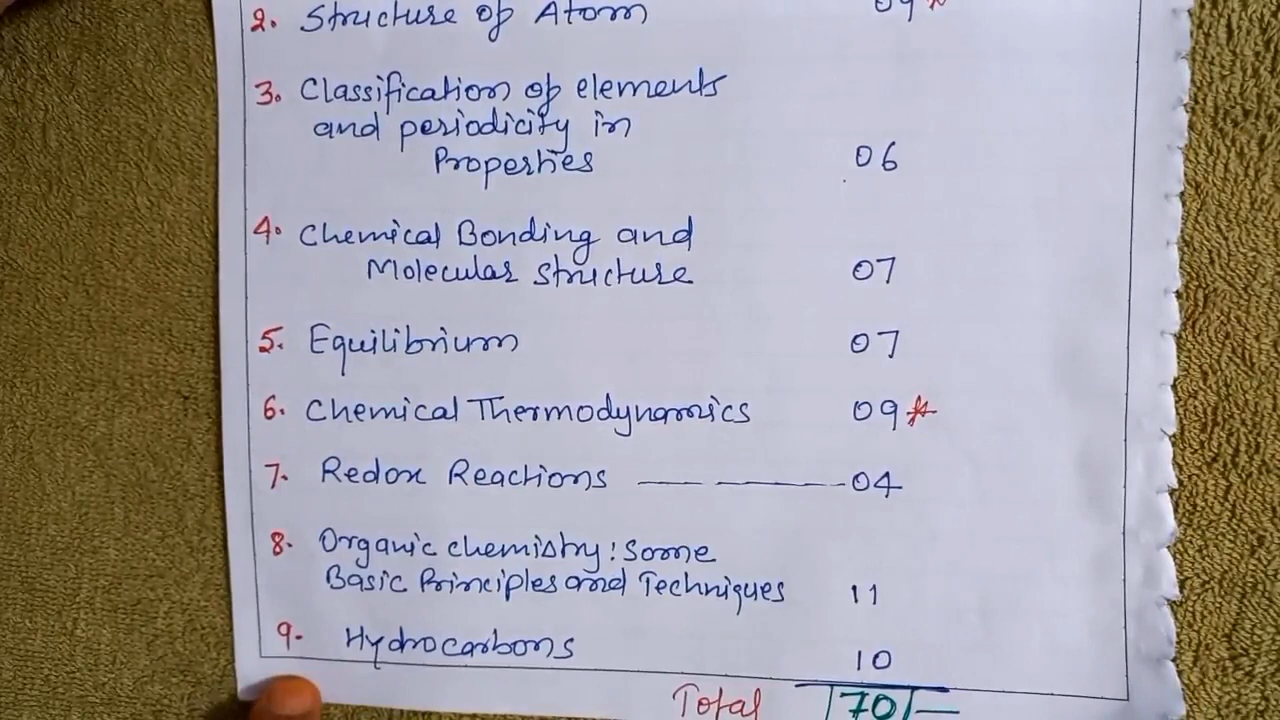 2. Structure of Atom 09*
3. Classification of elements
and periodicity in
Properties 06
4. Chemical Bonding and
Molecular structure 07
5. Equilibrium 07
6. Chemical Thermodynamics 09*
7. Redox Reactions — — 04
8. Organic chemistry: Some
Basic Principles and Techniques 11
9. Hydrocarbons 10
Total 70/—